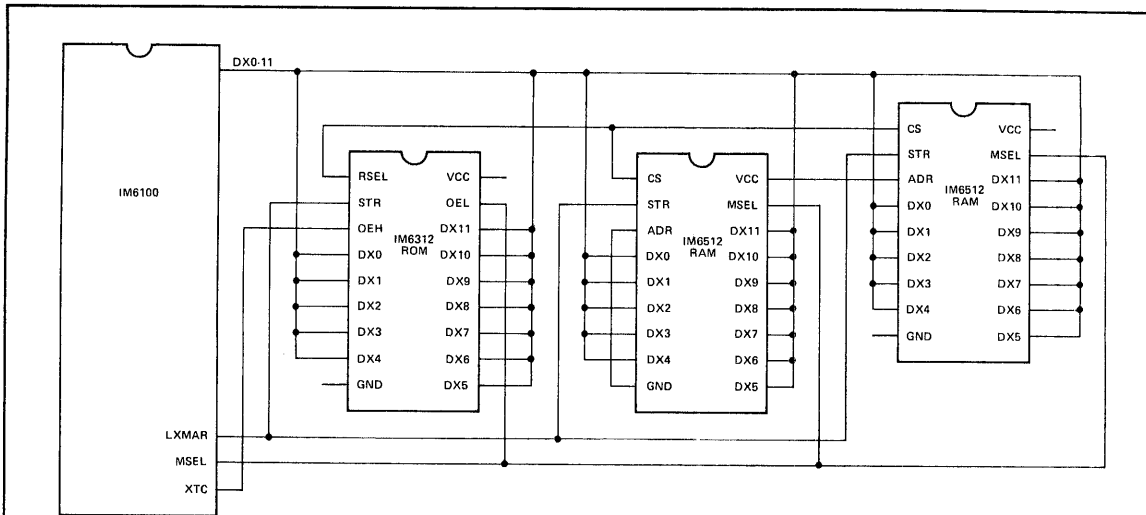 DX0-11
IM6100
LXMAR
MSEL
XTC
RSEL
STR
OEH
DX0
DX1
DX2
DX3
DX4
GND
IM6312
ROM
VCC
OEL
DX11
DX10
DX9
DX8
DX7
DX6
DX5
CS
STR
ADR
DX0
DX1
DX2
DX3
DX4
GND
IM6512
RAM
VCC
MSEL
DX11
DX10
DX9
DX8
DX7
DX6
DX5
CS
STR
ADR
DX0
DX1
DX2
DX3
DX4
GND
IM6512
RAM
VCC
MSEL
DX11
DX10
DX9
DX8
DX7
DX6
DX5